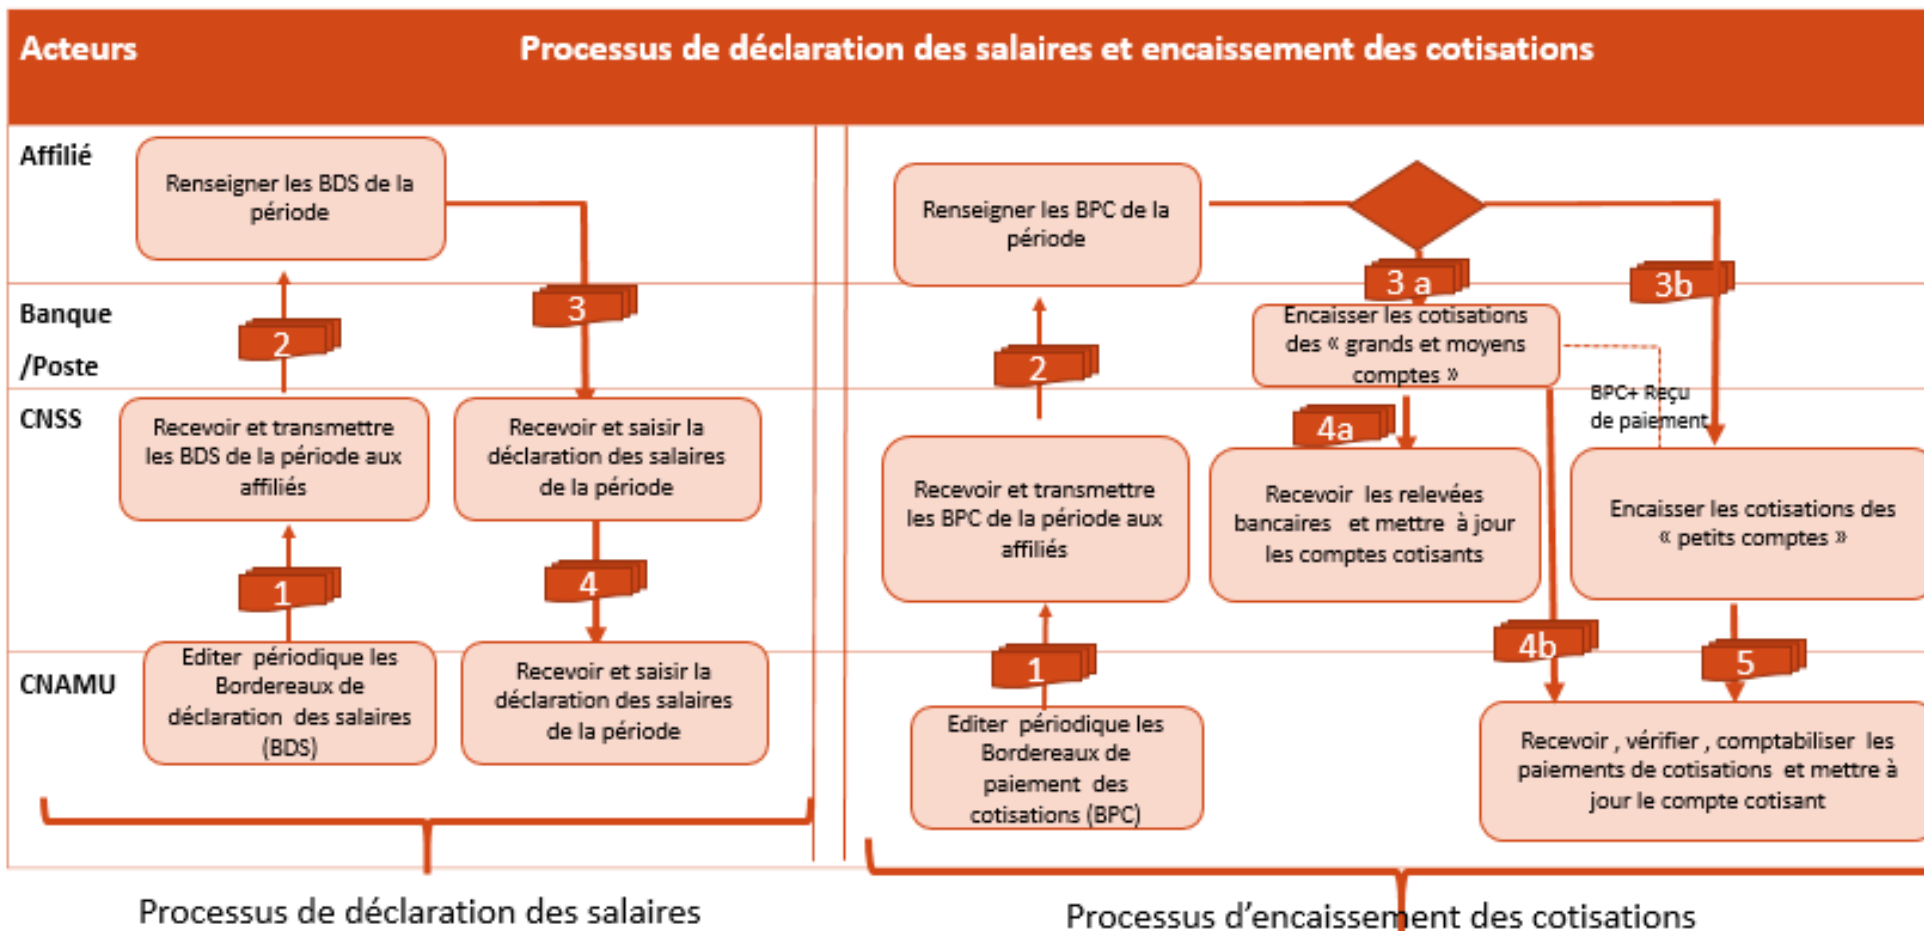 Acteurs
Processus de déclaration des salaires et encaissement des cotisations
Affilié
Renseigner les BDS de la
période
Renseigner les BPC de la
période
3
2
3 a
3b
Banque
/Poste
Encaisser les cotisations
des « grands et moyens
comptes »
2
BPC+ Reçu
de paiement
CNSS
Recevoir et transmettre
les BDS de la période aux
affiliés
Recevoir et saisir la
déclaration des salaires
de la période
Recevoir et transmettre
les BPC de la période aux
affiliés
4a
Recevoir les relevées
bancaires et mettre à jour
les comptes cotisants
Encaisser les cotisations des
« petits comptes »
1
4
1
4b
5
CNAMU
Editer périodique les
Bordereaux de
déclaration des salaires
(BDS)
Recevoir et saisir la
déclaration des salaires
de la période
Editer périodique les
Bordereaux de
paiement des
cotisations (BPC)
Recevoir , vérifier , comptabiliser les
paiements de cotisations et mettre à
jour le compte cotisant
Processus de déclaration des salaires
Processus d’encaissement des cotisations